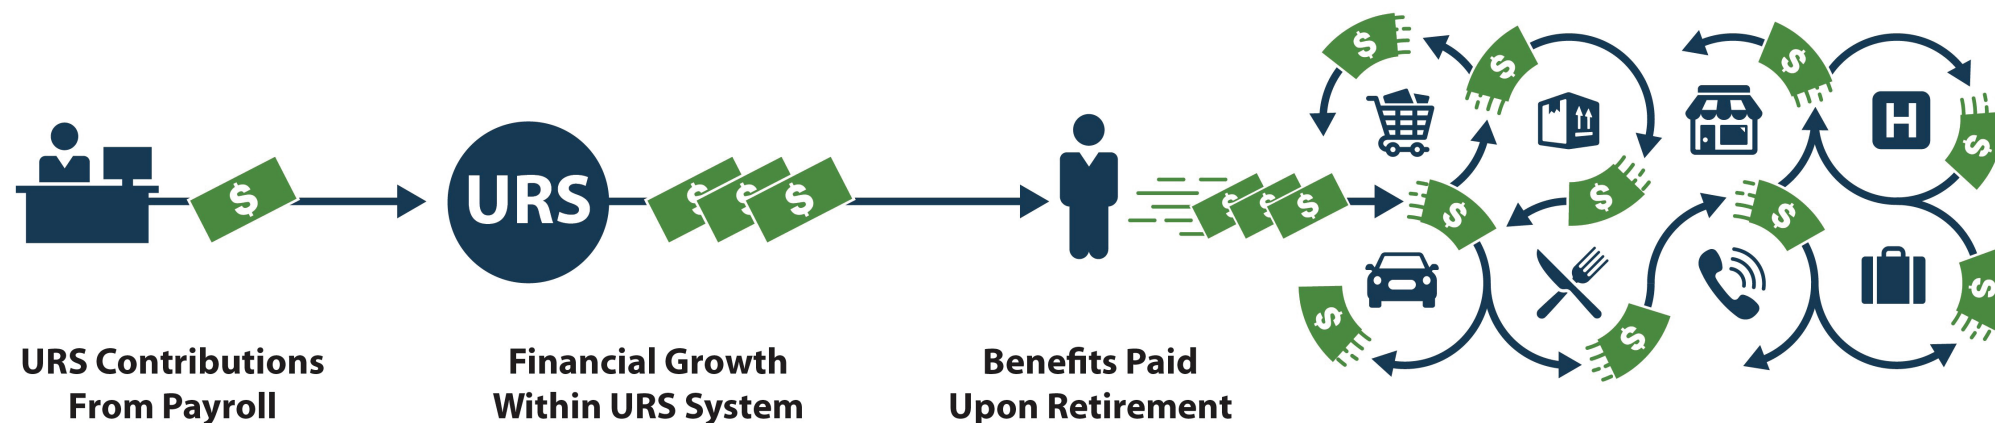 URS
H
URS Contributions
From Payroll
Financial Growth
Within URS System
Benefits Paid
Upon Retirement